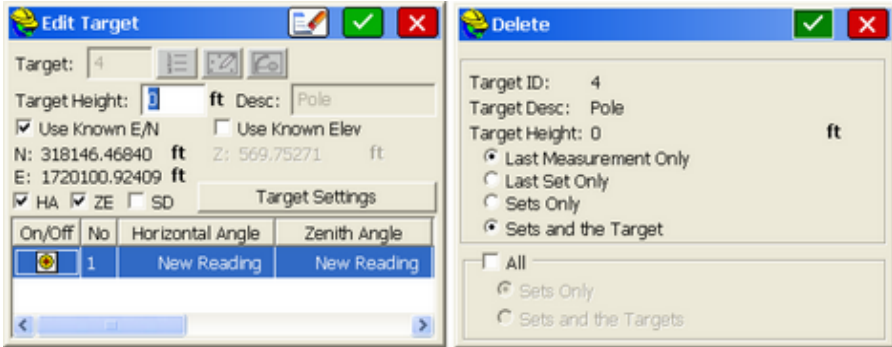 Edit Target
Target: 4
Target Height: 0 ft Desc: Pole
Use Known E/N Use Known Elev
N: 318146.46840 ft Z: 569.75271 ft
E: 1720100.92409 ft
HA ZE SD Target Settings
On/Off No Horizontal Angle Zenith Angle
1 New Reading New Reading
Delete
Target ID: 4
Target Desc: Pole
Target Height: 0 ft
Last Measurement Only
Last Set Only
Sets Only
Sets and the Target
All
Sets Only
Sets and the Targets